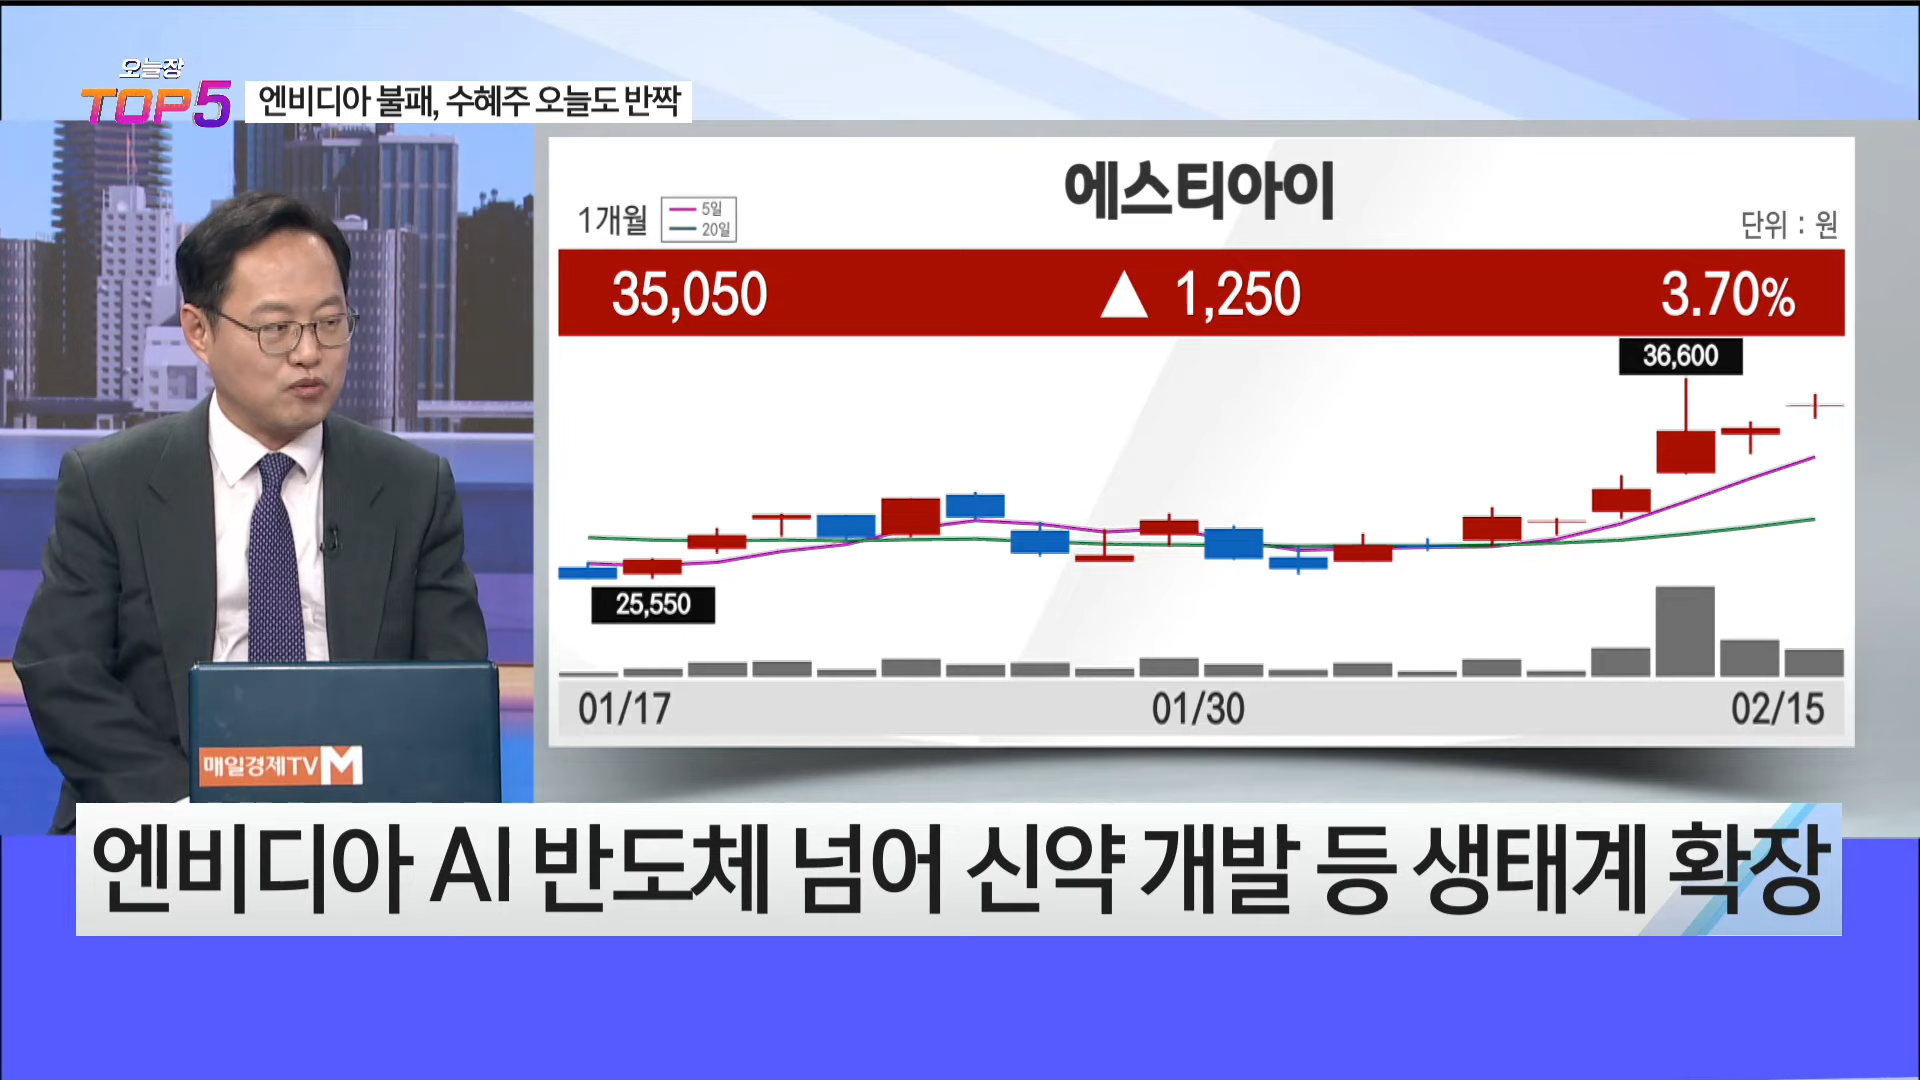 오늘장
TOP5
엔비디아 불패, 수혜주 오늘도 반짝
에스티아이
1개월
5일
20일
단위 : 원
35,050 ▲ 1,250 3.70%
36,600
25,550
01/17 01/30 02/15
매일경제TV M
엔비디아 AI 반도체 넘어 신약 개발 등 생태계 확장